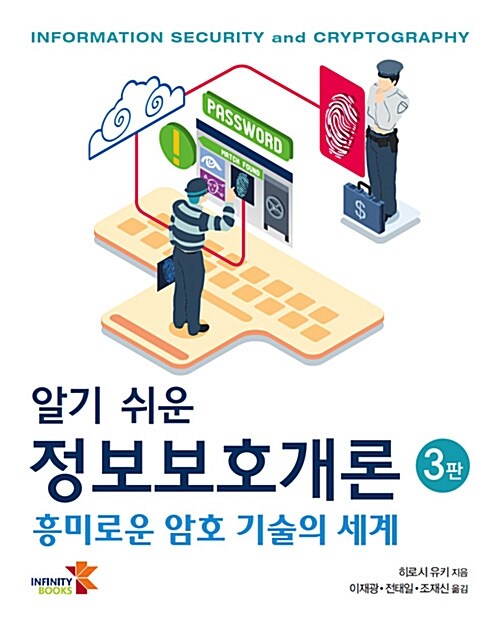 INFORMATION SECURITY and CRYPTOGRAPHY
PASSWORD
MATCH FOUND
알기 쉬운
정보보호개론
3판
흥미로운 암호 기술의 세계
히로시 유키 지음
이재광·전태일·조재신 옮김
INFINITY
BOOKS